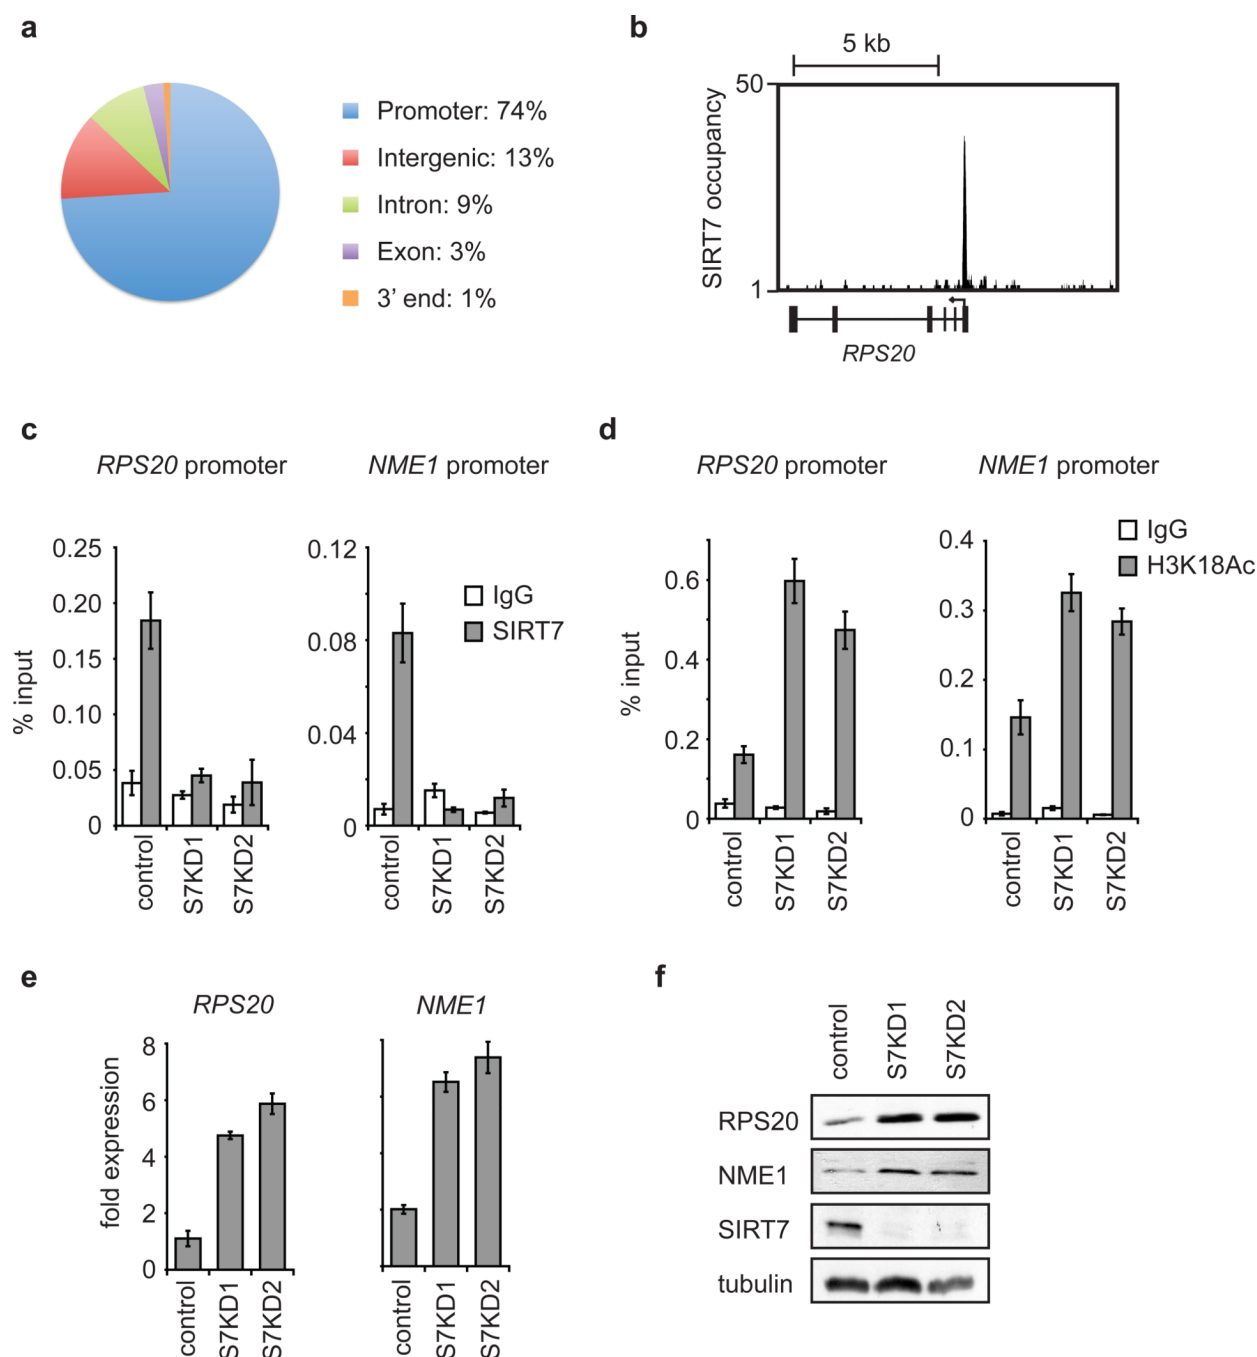 a
Promoter: 74%
Intergenic: 13%
Intron: 9%
Exon: 3%
3’ end: 1%
b
5 kb
50
SIRT7 occupancy
1
RPS20
c
RPS20 promoter
NME1 promoter
0.25
0.20
0.15
0.10
0.05
0
% input
control
S7KD1
S7KD2
0.12
0.08
0.04
0
IgG
SIRT7
control
S7KD1
S7KD2
d
RPS20 promoter
NME1 promoter
0.6
0.4
0.2
0
% input
control
S7KD1
S7KD2
0.4
0.3
0.2
0.1
0
IgG
H3K18Ac
control
S7KD1
S7KD2
e
RPS20
NME1
8
6
4
2
0
fold expression
control
S7KD1
S7KD2
control
S7KD1
S7KD2
f
control
S7KD1
S7KD2
RPS20
NME1
SIRT7
tubulin